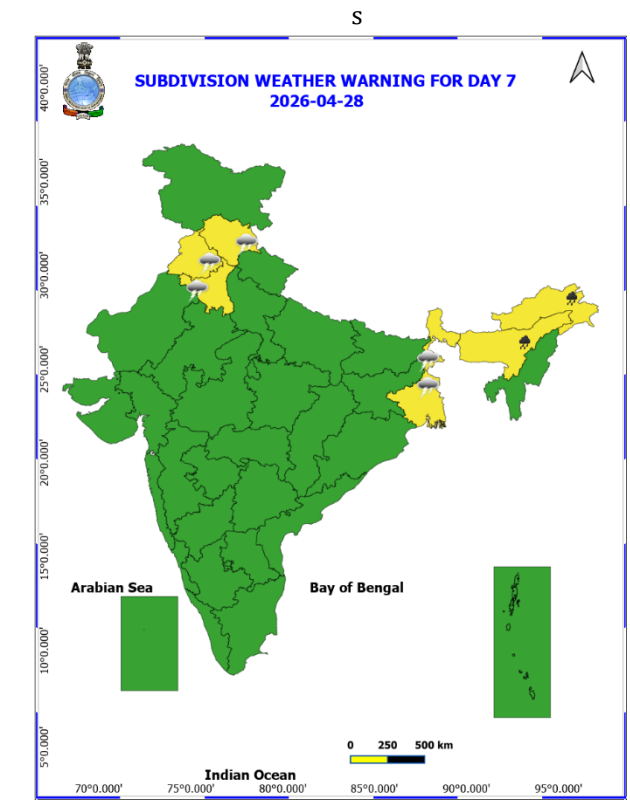 S
SUBDIVISION WEATHER WARNING FOR DAY 7
2026-04-28
40°0.000'
35°0.000'
30°0.000'
25°0.000'
20°0.000'
15°0.000'
10°0.000'
5°0.000'
Arabian Sea
Bay of Bengal
0 250 500 km
Indian Ocean
70°0.000' 75°0.000' 80°0.000' 85°0.000' 90°0.000' 95°0.000'